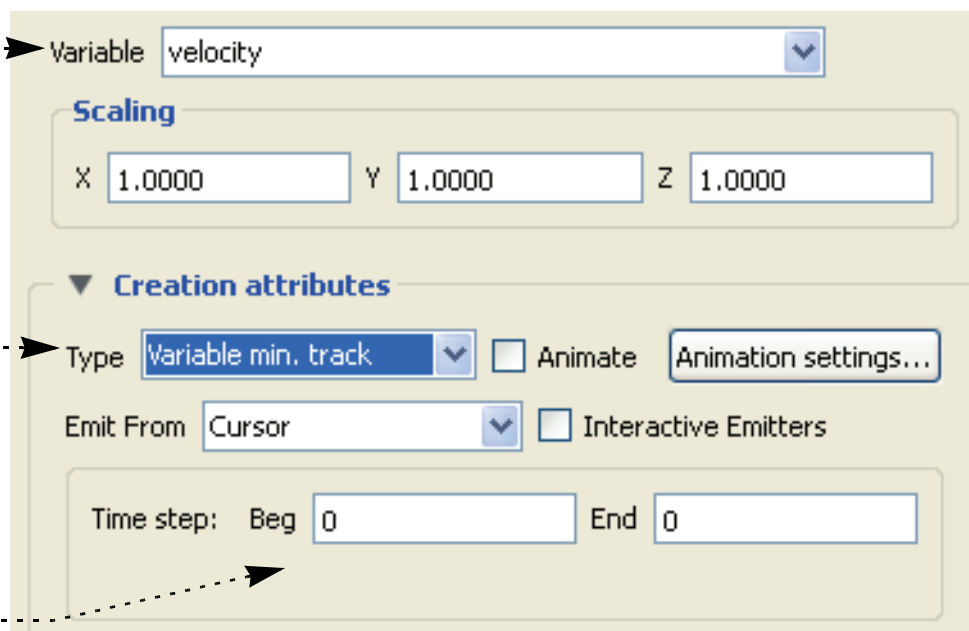 Variable velocity
Scaling
X 1.0000 Y 1.0000 Z 1.0000
Creation attributes
Type Variable min. track Animate Animation settings...
Emit From Cursor Interactive Emitters
Time step: Beg 0 End 0